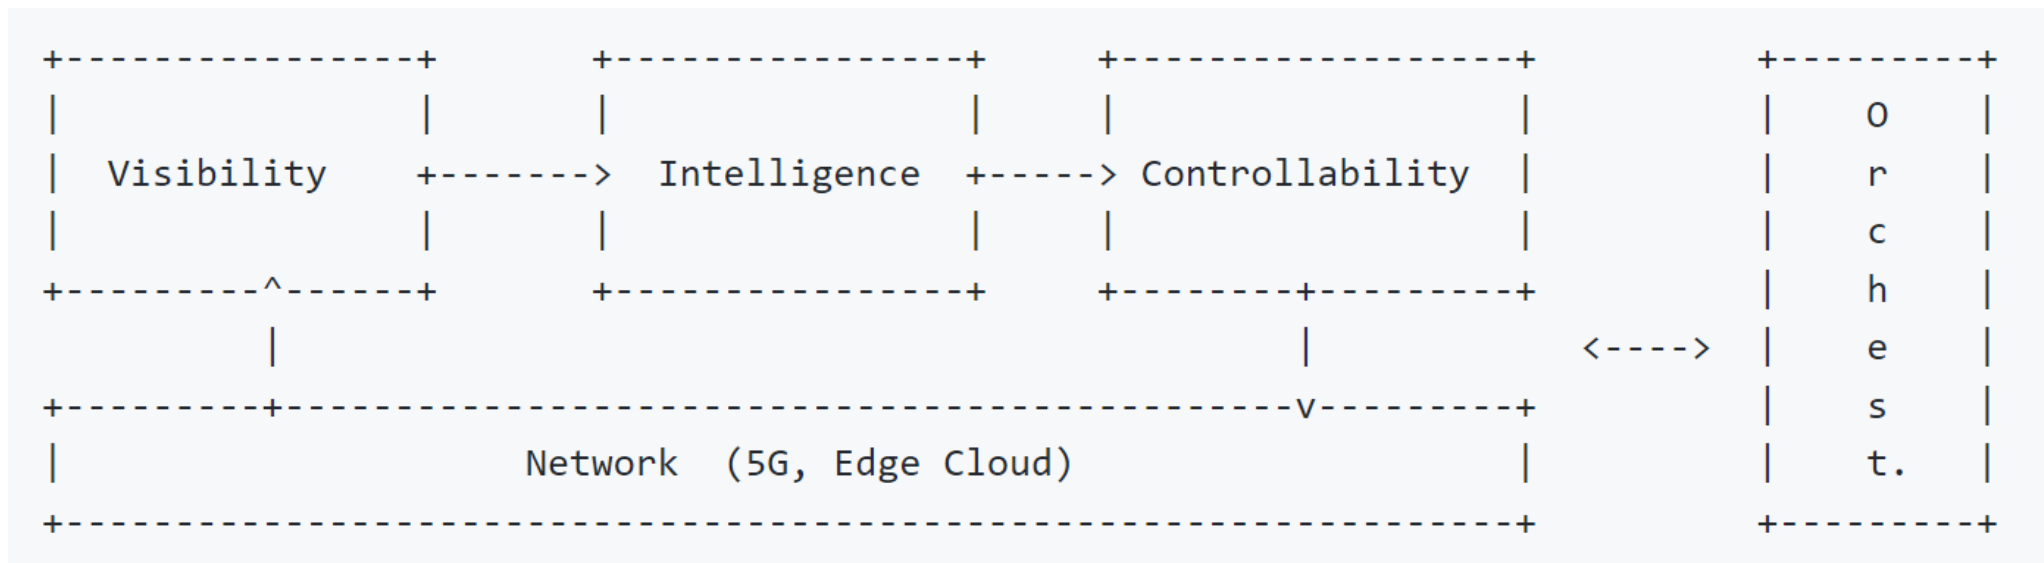 +----------------+       +----------------+     +------------------+          +---------+
|                |       |                |     |                  |          |    O    |
|  Visibility    +-------> Intelligence  +-----> Controllability  |          |    r    |
|                |       |                |     |                  |          |    c    |
+---------^------+       +----------------+     +--------+---------+          |    h    |
          |                                              |            <---->  |    e    |
+---------+----------------------------------------------v---------+          |    s    |
|                     Network  (5G, Edge Cloud)                    |          |    t.   |
+------------------------------------------------------------------+          +---------+